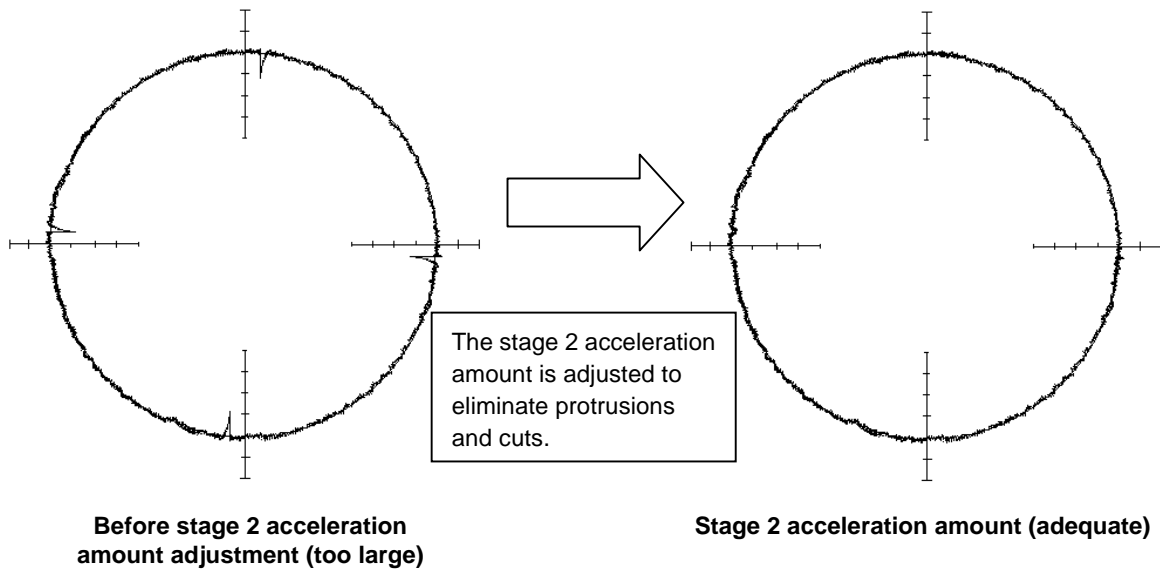 The stage 2 acceleration
amount is adjusted to
eliminate protrusions
and cuts.
Before stage 2 acceleration
amount adjustment (too large)
Stage 2 acceleration amount (adequate)